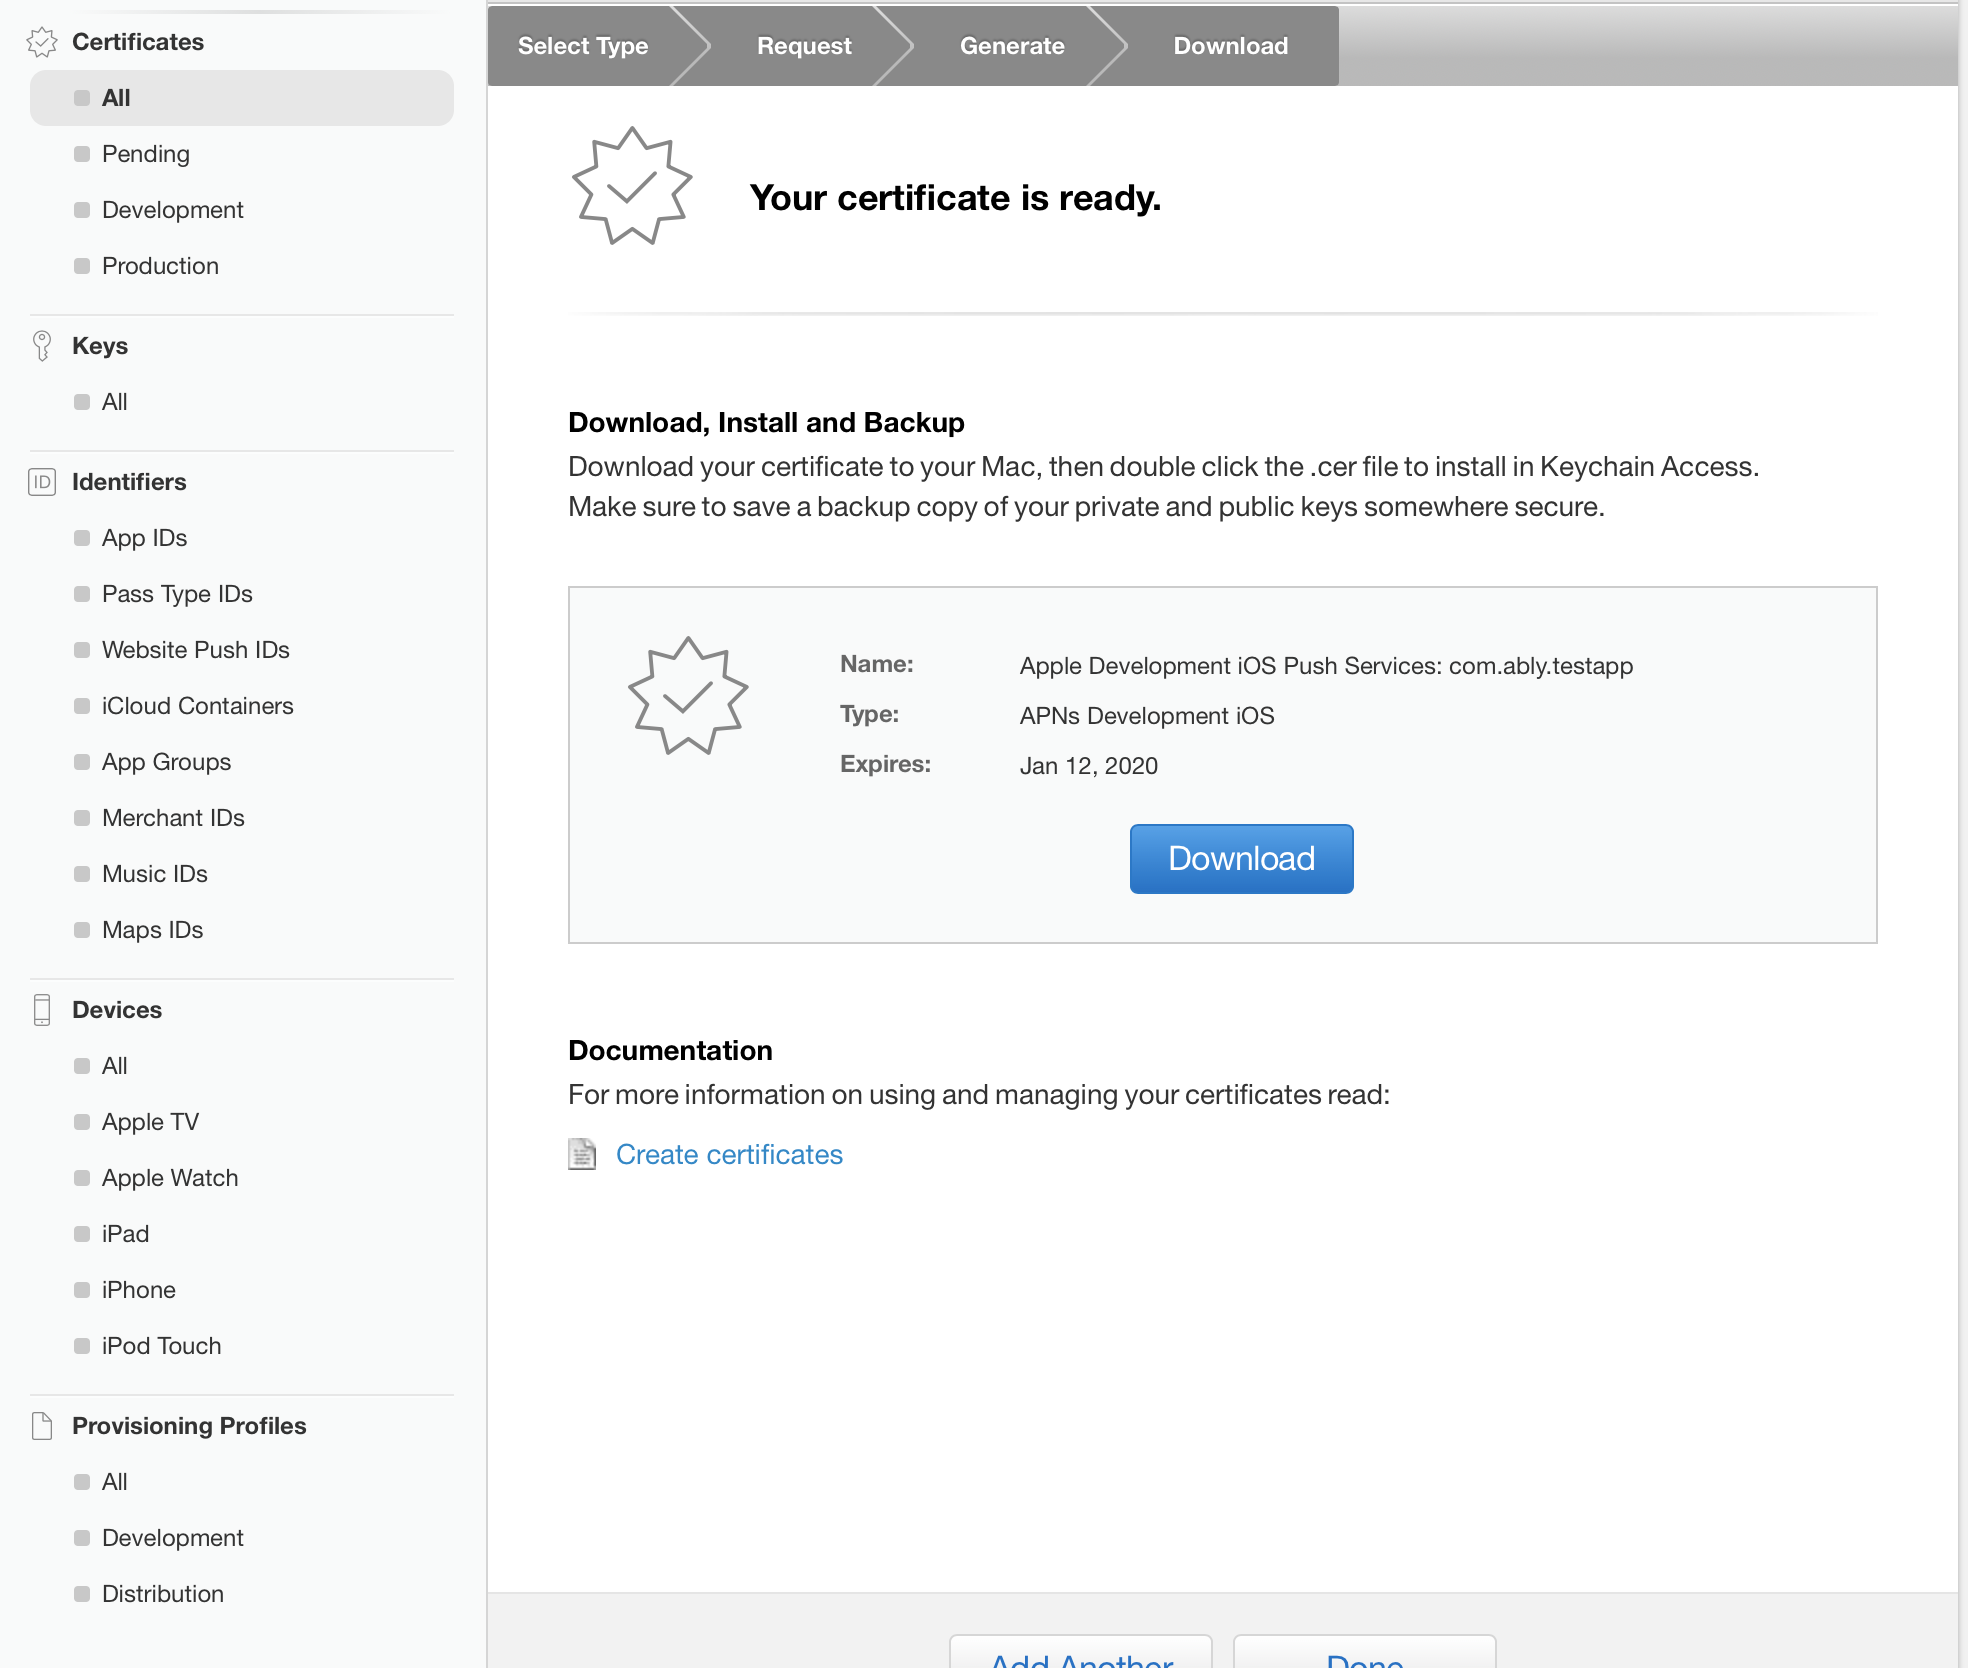 Certificates
All
Pending
Development
Production
Keys
All
ID
Identifiers
App IDs
Pass Type IDs
Website Push IDs
iCloud Containers
App Groups
Merchant IDs
Music IDs
Maps IDs
Devices
All
Apple TV
Apple Watch
iPad
iPhone
iPod Touch
Provisioning Profiles
All
Development
Distribution
Select Type
Request
Generate
Download
Your certificate is ready.
Download, Install and Backup
Download your certificate to your Mac, then double click the .cer file to install in Keychain Access.
Make sure to save a backup copy of your private and public keys somewhere secure.
Name: Apple Development iOS Push Services: com.ably.testapp
Type: APNs Development iOS
Expires: Jan 12, 2020
Download
Documentation
For more information on using and managing your certificates read:
Create certificates
Add Another
Done